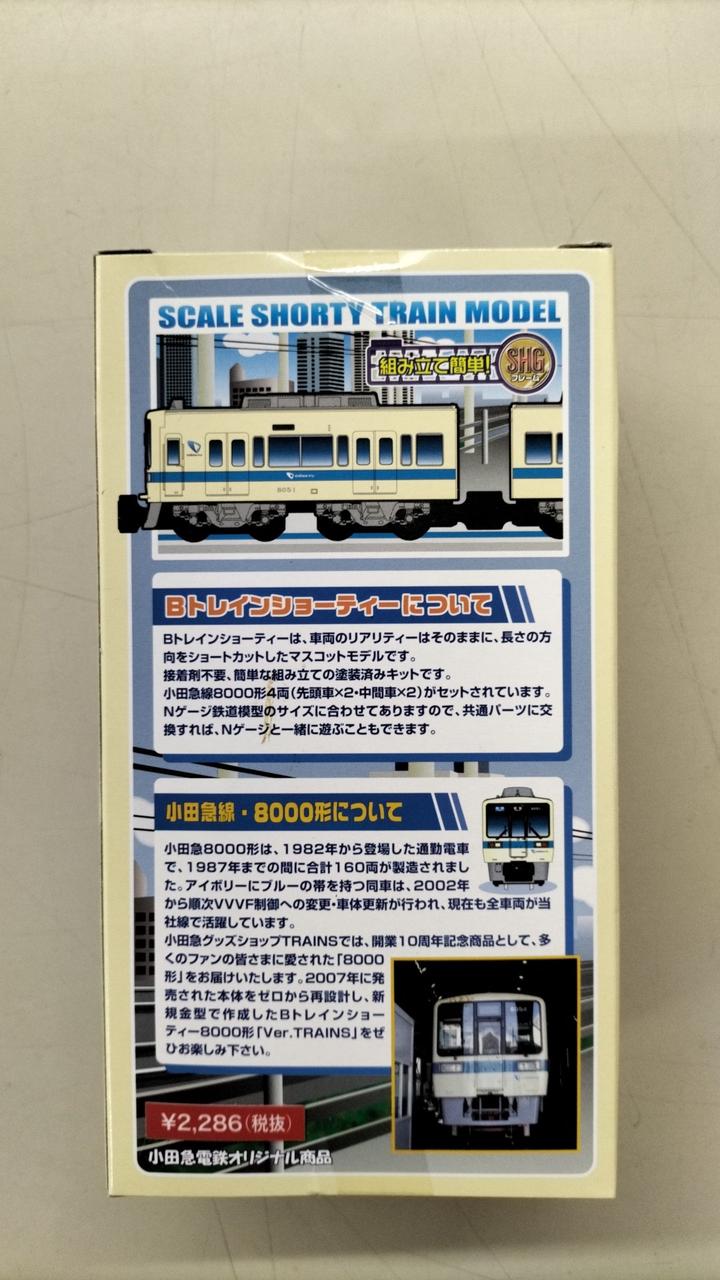 SCALE SHORTY TRAIN MODEL
組み立て簡単!
SHG
フレーム
8051
Bトレインショーティーについて
Bトレインショーティーは、車両のリアリティーはそのままに、長さの方
向をショートカットしたマスコットモデルです。
接着剤不要、簡単な組み立ての塗装済みキットです。
小田急線8000形4両(先頭車×2・中間車×2)がセットされています。
Nゲージ鉄道模型のサイズに合わせてありますので、共通パーツに交
換すれば、Nゲージと一緒に遊ぶこともできます。
小田急線・8000形について
小田急8000形は、1982年から登場した通勤電車
で、1987年までの間に合計160両が製造されまし
た。アイボリーにブルーの帯を持つ同車は、2002年
から順次VVVF制御への変更・車体更新が行われ、現在も全車両が当
社線で活躍しています。
小田急グッズショップTRAINSでは、開業10周年記念商品として、多
くのファンの皆さまに愛された「8000
形」をお届けいたします。2007年に発
売された本体をゼロから再設計し、新
規金型で作成したBトレインショー
ティー8000形「Ver.TRAINS」をぜ
ひお楽しみ下さい。
¥2,286(税抜)
小田急電鉄オリジナル商品